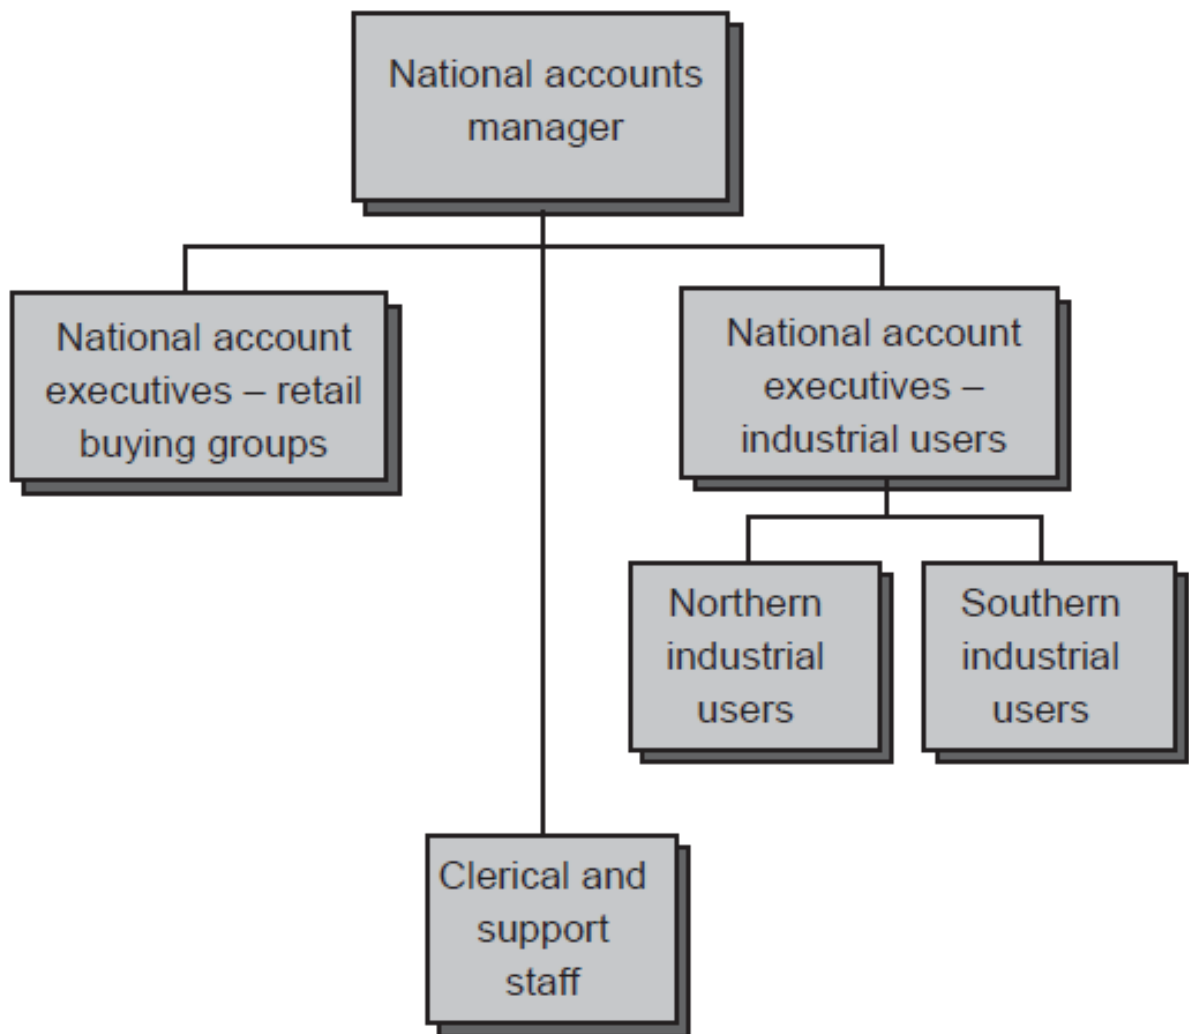 National accounts
manager
National account
executives – retail
buying groups
National account
executives –
industrial users
Northern
industrial
users
Southern
industrial
users
Clerical and
support
staff